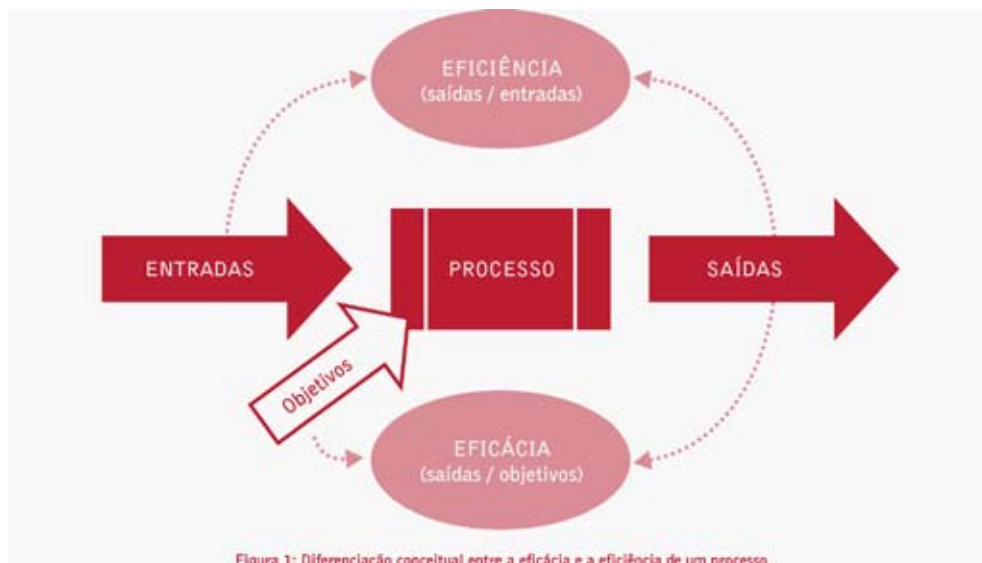 EFICIÊNCIA
(saídas / entradas)
ENTRADAS
PROCESSO
SAÍDAS
Objetivos
EFICÁCIA
(saídas / objetivos)
Figura 1: Diferenciação conceitual entre a eficácia e a eficiência de um processo